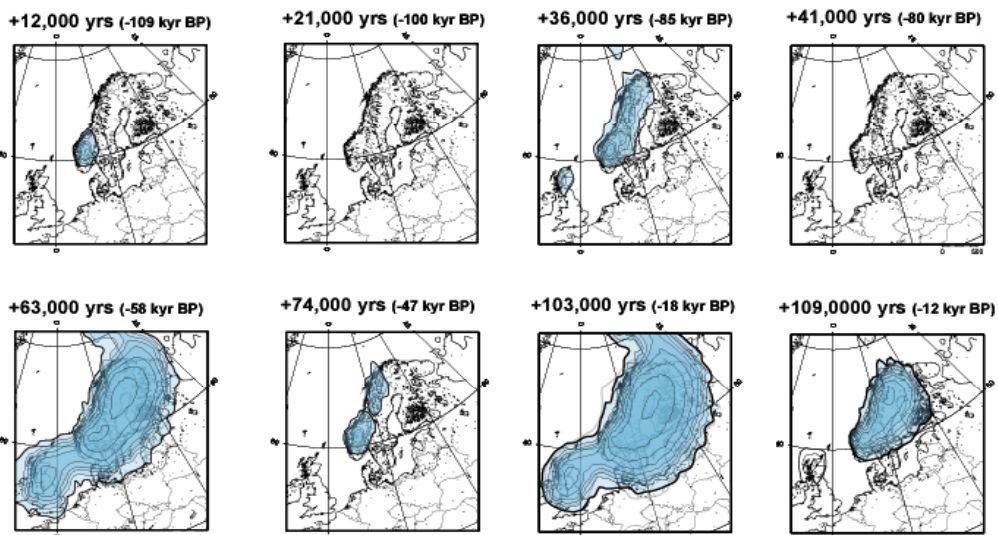 +12,000 yrs (-109 kyr BP)
+21,000 yrs (-100 kyr BP)
+36,000 yrs (-85 kyr BP)
+41,000 yrs (-80 kyr BP)
+63,000 yrs (-58 kyr BP)
+74,000 yrs (-47 kyr BP)
+103,000 yrs (-18 kyr BP)
+109,0000 yrs (-12 kyr BP)